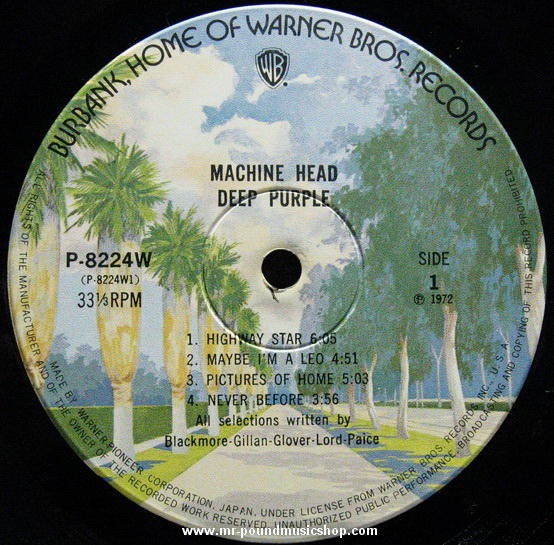 BURBANK, HOME OF WARNER BROS. RECORDS
WB
MACHINE HEAD
DEEP PURPLE
P-8224W
(P-8224W1)
33⅓RPM
SIDE
1
℗ 1972
1. HIGHWAY STAR 6:05
2. MAYBE I'M A LEO 4:51
3. PICTURES OF HOME 5:03
4. NEVER BEFORE 3:56
All selections written by
Blackmore-Gillan-Glover-Lord-Paice
MADE BY WARNER-PIONEER CORPORATION, JAPAN, UNDER LICENSE FROM WARNER BROS. RECORDS INC., U.S.A.
ALL RIGHTS OF THE MANUFACTURER AND OF THE OWNER OF THE RECORDED WORK RESERVED. UNAUTHORIZED PUBLIC PERFORMANCE, BROADCASTING AND COPYING OF THIS RECORD PROHIBITED
www.mr-poundmusicshop.com